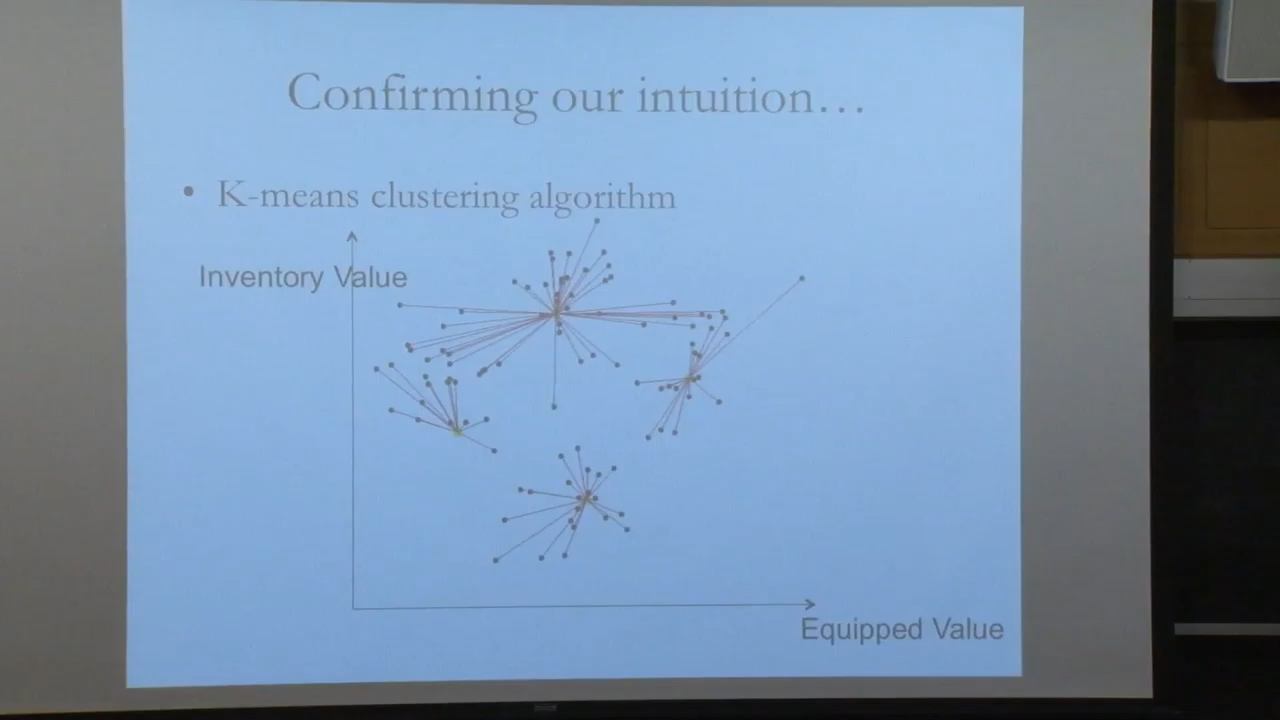 Confirming our intuition…
• K-means clustering algorithm
Inventory Value
Equipped Value